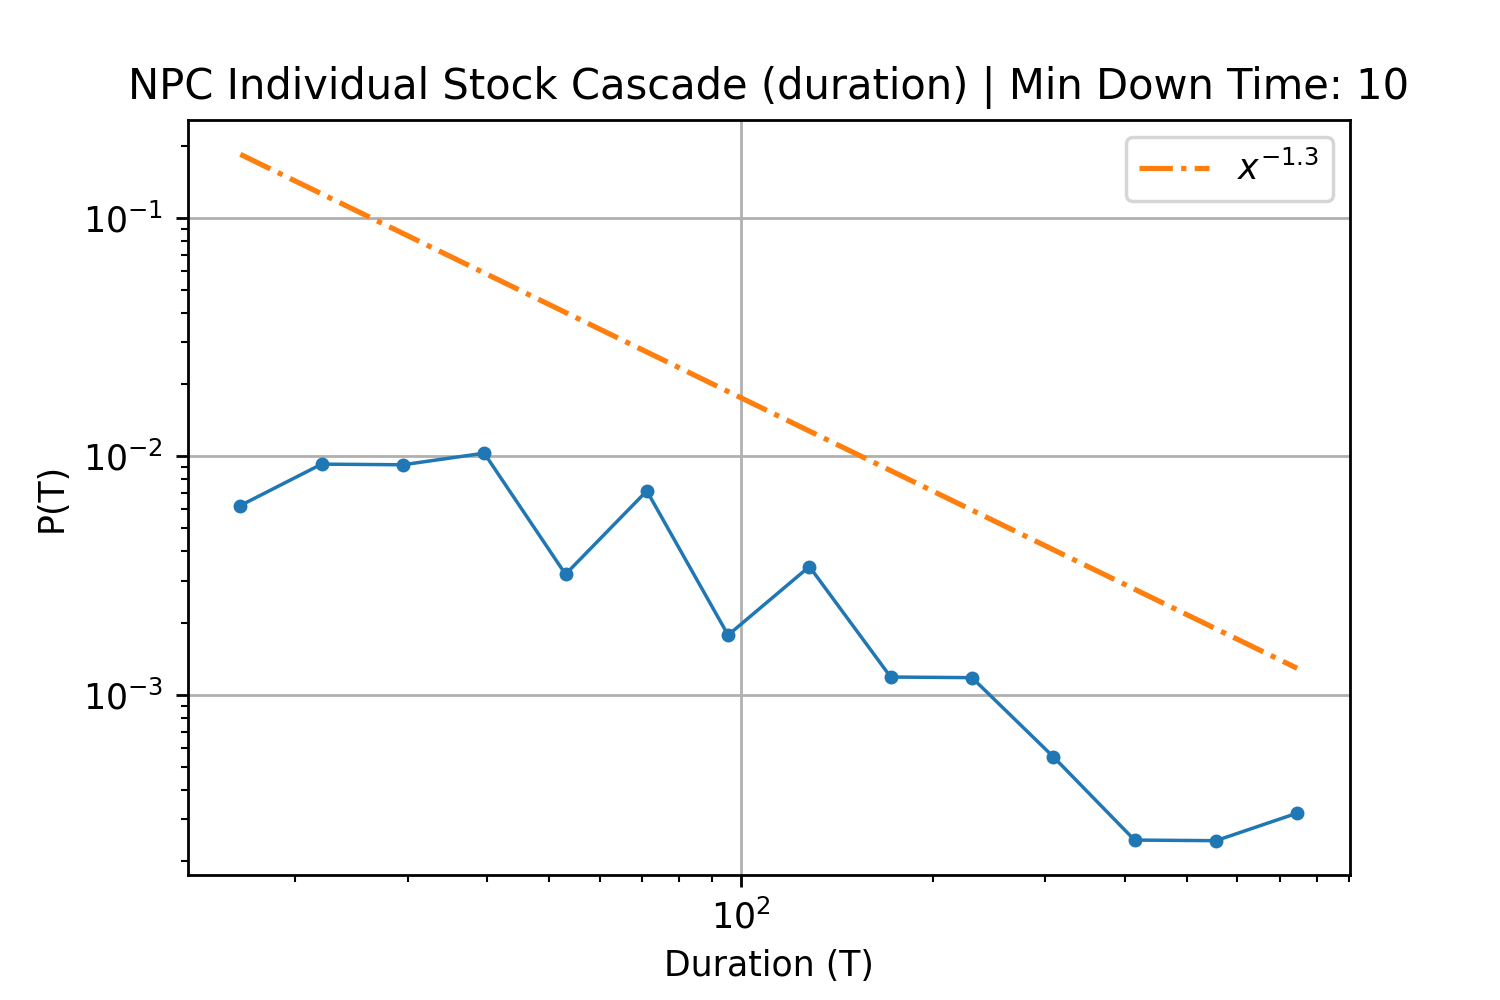 NPC Individual Stock Cascade (duration) | Min Down Time: 10
x^{-1.3}
10^{-1}
10^{-2}
10^{-3}
P(T)
10^{2}
Duration (T)